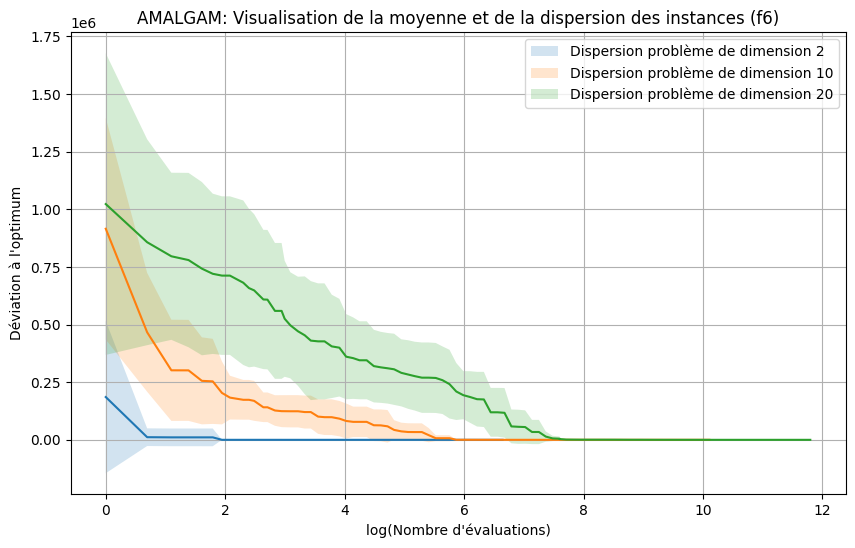 AMALGAM: Visualisation de la moyenne et de la dispersion des instances (f6)
1e6
Dispersion problème de dimension 2
Dispersion problème de dimension 10
Dispersion problème de dimension 20
Déviation à l'optimum
1.75
1.50
1.25
1.00
0.75
0.50
0.25
0.00
0 2 4 6 8 10 12
log(Nombre d'évaluations)